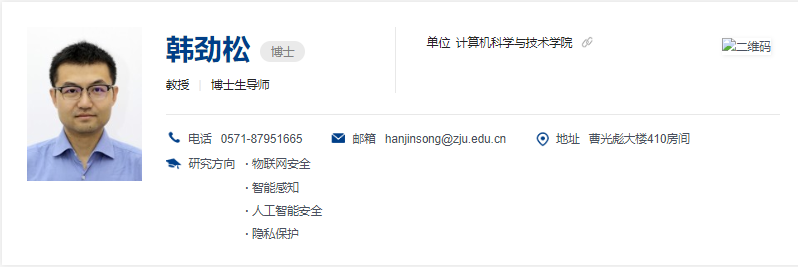 韩劲松 博士
教授 | 博士生导师
单位 计算机科学与技术学院
二维码
电话 0571-87951665 邮箱 hanjinsong@zju.edu.cn 地址 曹光彪大楼410房间
研究方向 · 物联网安全
· 智能感知
· 人工智能安全
· 隐私保护